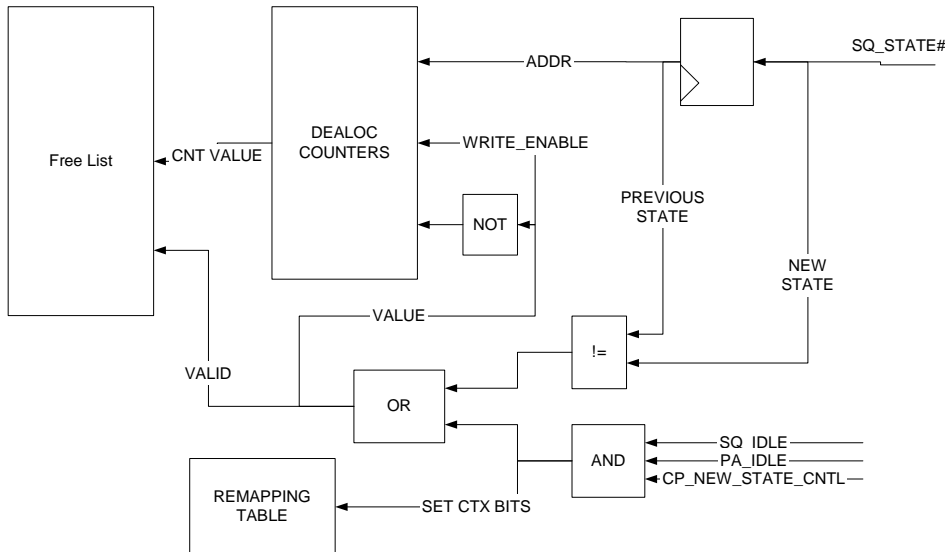 SQ_STATE#
ADDR
Free List
CNT VALUE
DEALOC
COUNTERS
WRITE_ENABLE
NOT
PREVIOUS
STATE
NEW
STATE
VALUE
!=
VALID
OR
AND
SQ_IDLE
PA_IDLE
CP_NEW_STATE_CNTL
REMAPPING
TABLE
SET CTX BITS